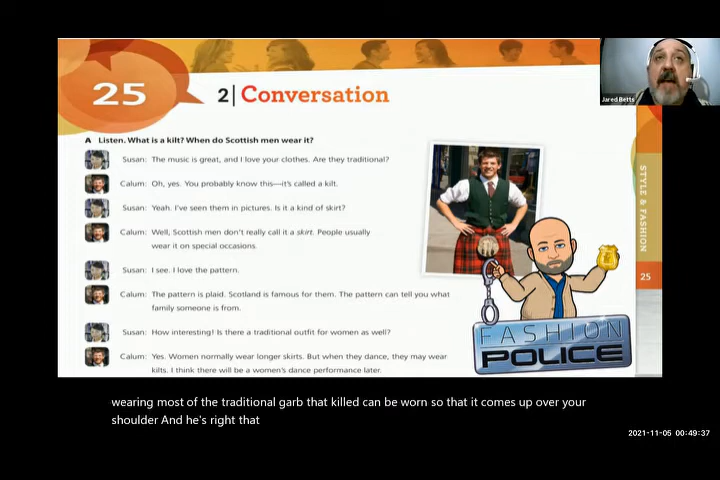 25
2 | Conversation
A Listen. What is a kilt? When do Scottish men wear it?
Susan: The music is great, and I love your clothes. Are they traditional?
Calum: Oh, yes. You probably know this—it's called a kilt.
Susan: Yeah. I've seen them in pictures. Is it a kind of skirt?
Calum: Well, Scottish men don't really call it a skirt. People usually
wear it on special occasions.
Susan: I see. I love the pattern.
Calum: The pattern is plaid. Scotland is famous for them. The pattern can tell you what
family someone is from.
Susan: How interesting! Is there a traditional outfit for women as well?
Calum: Yes. Women normally wear longer skirts. But when they dance, they may wear
kilts. I think there will be a women's dance performance later.
Jared Betts
STYLE & FASHION
25
FASHION
POLICE
wearing most of the traditional garb that killed can be worn so that it comes up over your
shoulder And he's right that
2021-11-05 00:49:37